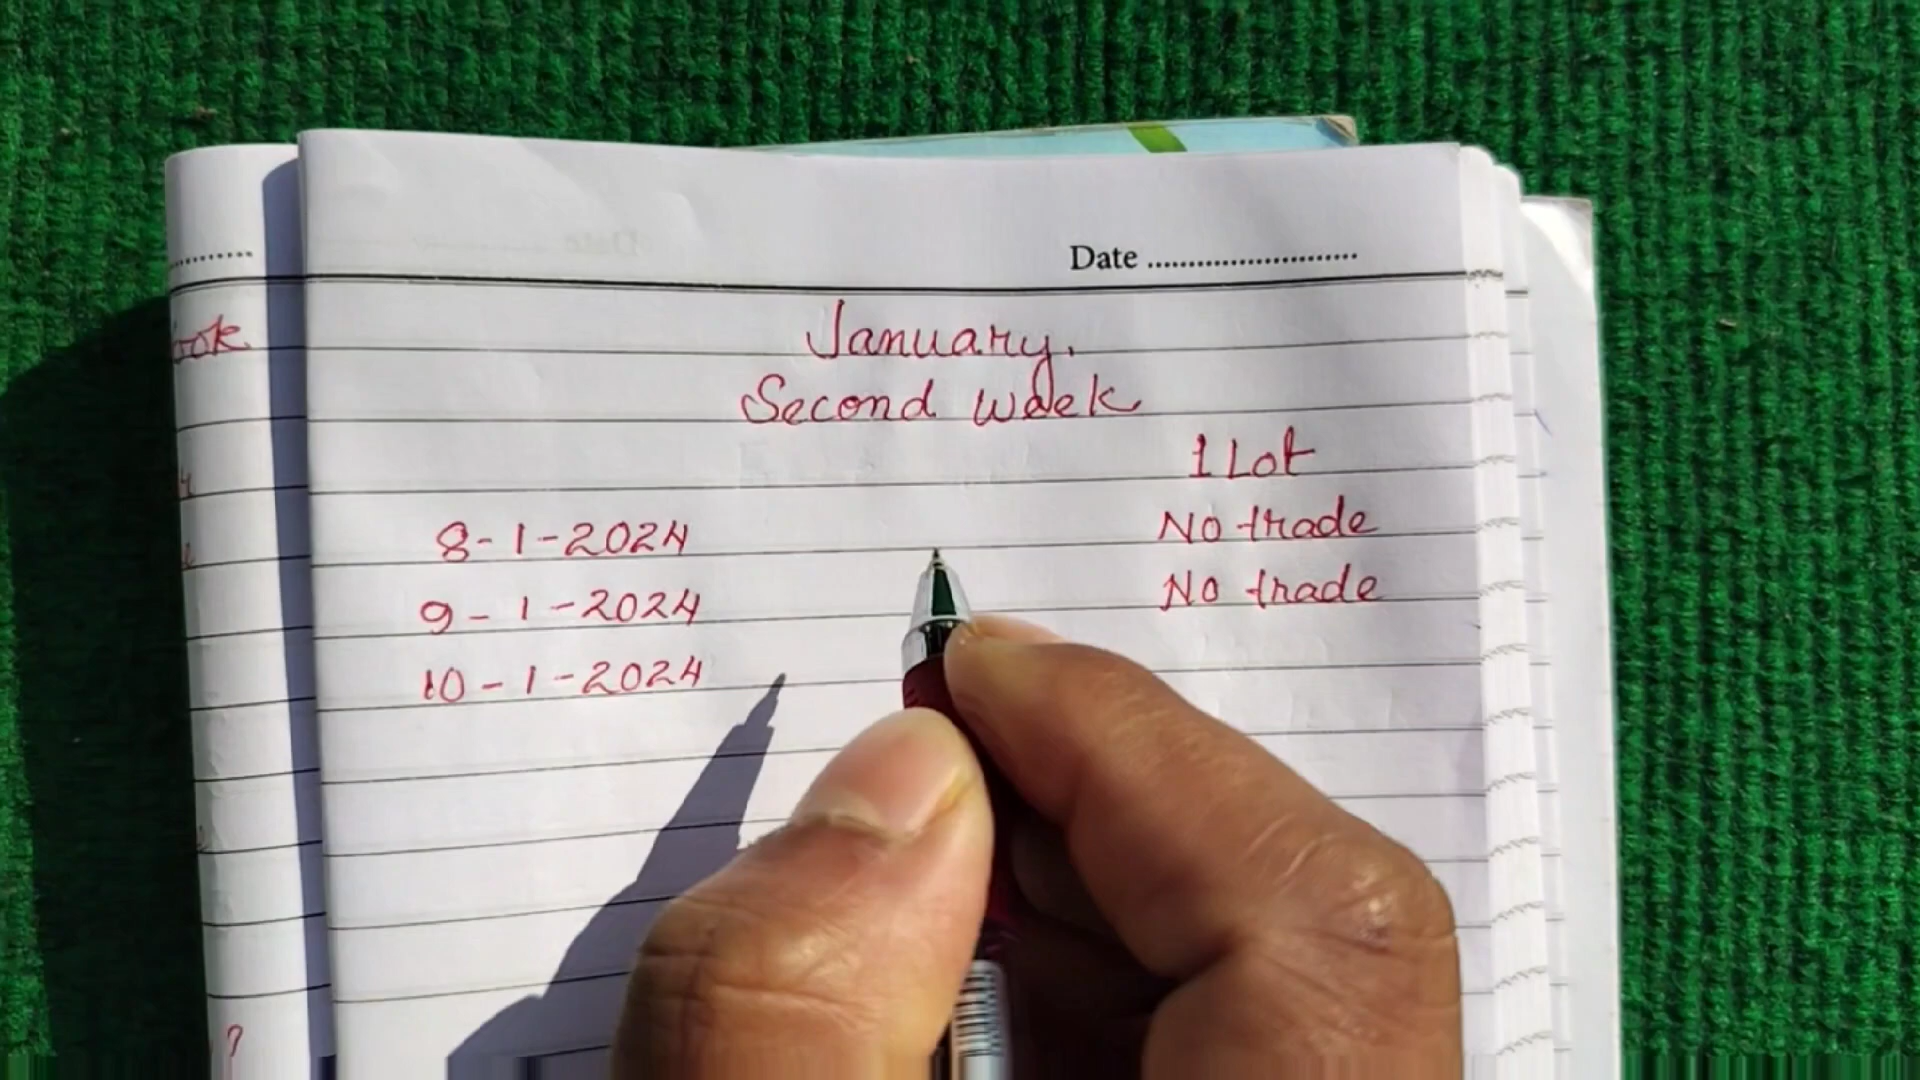 Date ..........................
January.
Second week
1 Lot
8-1-2024 No trade
9-1-2024 No trade
10-1-2024